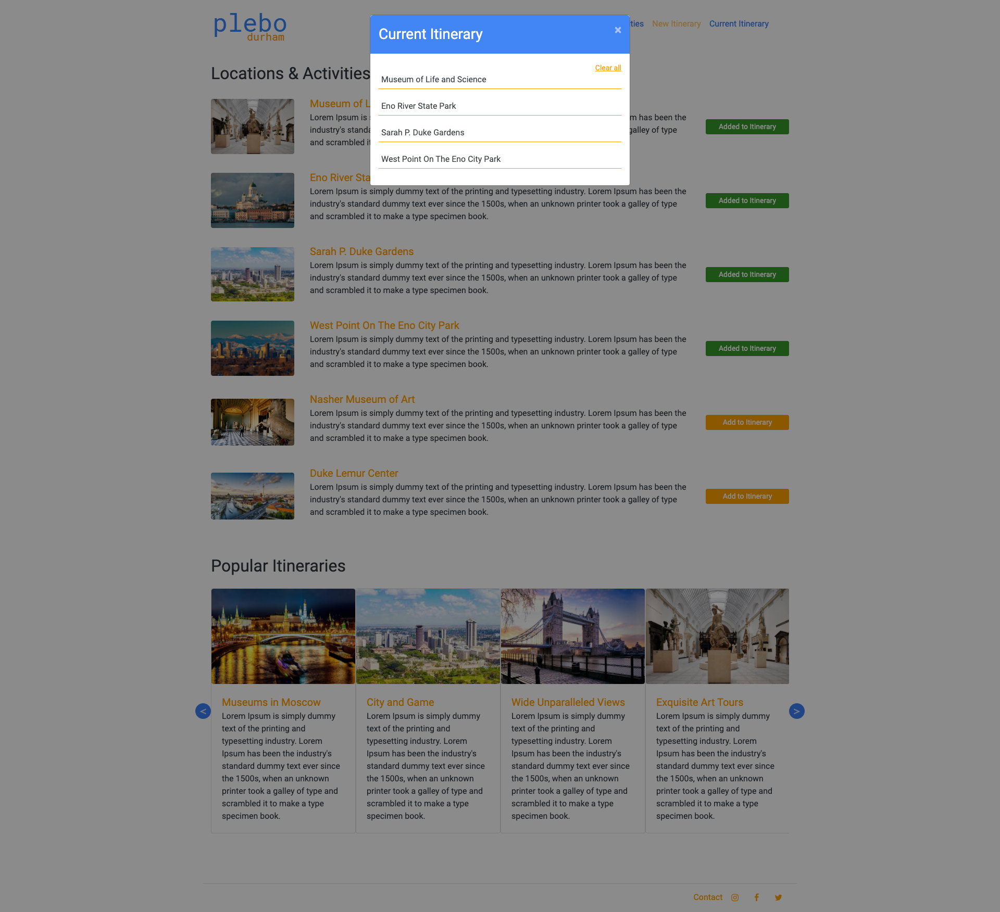 plebo
durham
ties New Itinerary Current Itinerary
Current Itinerary
×
Clear all
Museum of Life and Science
Eno River State Park
Sarah P. Duke Gardens
West Point On The Eno City Park
Locations & Activities
Museum of L
Lorem Ipsum is m has been the
industry's standa galley of type
and scrambled it
Added to Itinerary
Eno River Sta
Lorem Ipsum is simply dummy text of the printing and typesetting industry. Lorem Ipsum has been the
industry's standard dummy text ever since the 1500s, when an unknown printer took a galley of type
and scrambled it to make a type specimen book.
Added to Itinerary
Sarah P. Duke Gardens
Lorem Ipsum is simply dummy text of the printing and typesetting industry. Lorem Ipsum has been the
industry's standard dummy text ever since the 1500s, when an unknown printer took a galley of type
and scrambled it to make a type specimen book.
Added to Itinerary
West Point On The Eno City Park
Lorem Ipsum is simply dummy text of the printing and typesetting industry. Lorem Ipsum has been the
industry's standard dummy text ever since the 1500s, when an unknown printer took a galley of type
and scrambled it to make a type specimen book.
Added to Itinerary
Nasher Museum of Art
Lorem Ipsum is simply dummy text of the printing and typesetting industry. Lorem Ipsum has been the
industry's standard dummy text ever since the 1500s, when an unknown printer took a galley of type
and scrambled it to make a type specimen book.
Add to Itinerary
Duke Lemur Center
Lorem Ipsum is simply dummy text of the printing and typesetting industry. Lorem Ipsum has been the
industry's standard dummy text ever since the 1500s, when an unknown printer took a galley of type
and scrambled it to make a type specimen book.
Add to Itinerary
Popular Itineraries
<
Museums in Moscow
Lorem Ipsum is simply dummy
text of the printing and
typesetting industry. Lorem
Ipsum has been the industry's
standard dummy text ever since
the 1500s, when an unknown
printer took a galley of type and
scrambled it to make a type
specimen book.
City and Game
Lorem Ipsum is simply dummy
text of the printing and
typesetting industry. Lorem
Ipsum has been the industry's
standard dummy text ever since
the 1500s, when an unknown
printer took a galley of type and
scrambled it to make a type
specimen book.
Wide Unparalleled Views
Lorem Ipsum is simply dummy
text of the printing and
typesetting industry. Lorem
Ipsum has been the industry's
standard dummy text ever since
the 1500s, when an unknown
printer took a galley of type and
scrambled it to make a type
specimen book.
Exquisite Art Tours
Lorem Ipsum is simply dummy
text of the printing and
typesetting industry. Lorem
Ipsum has been the industry's
standard dummy text ever since
the 1500s, when an unknown
printer took a galley of type and
scrambled it to make a type
specimen book.
>
Contact